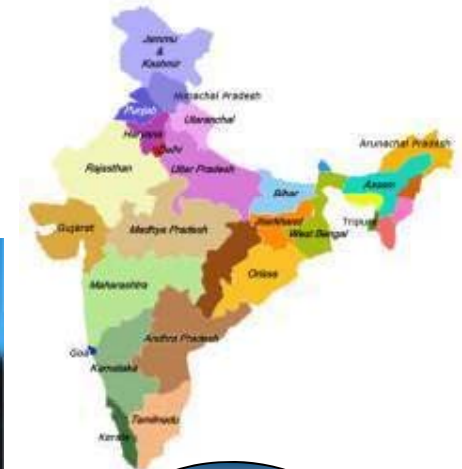 Jammu
&
Kashmir
Himachal Pradesh
Punjab
Utaranchal
Haryana
Delhi
Arunachal Pradesh
Rajasthan
Uttar Pradesh
Assam
Bihar
Gujarat
Madhya Pradesh
Jharkhand
West Bengal
Tripura
Orissa
Maharashtra
Andhra Pradesh
Goa
Karnataka
Tamilnadu
Kerala